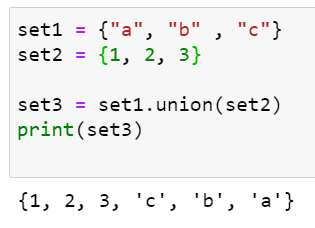 set1 = {"a", "b" , "c"}
set2 = {1, 2, 3}
set3 = set1.union(set2)
print(set3)
{1, 2, 3, 'c', 'b', 'a'}